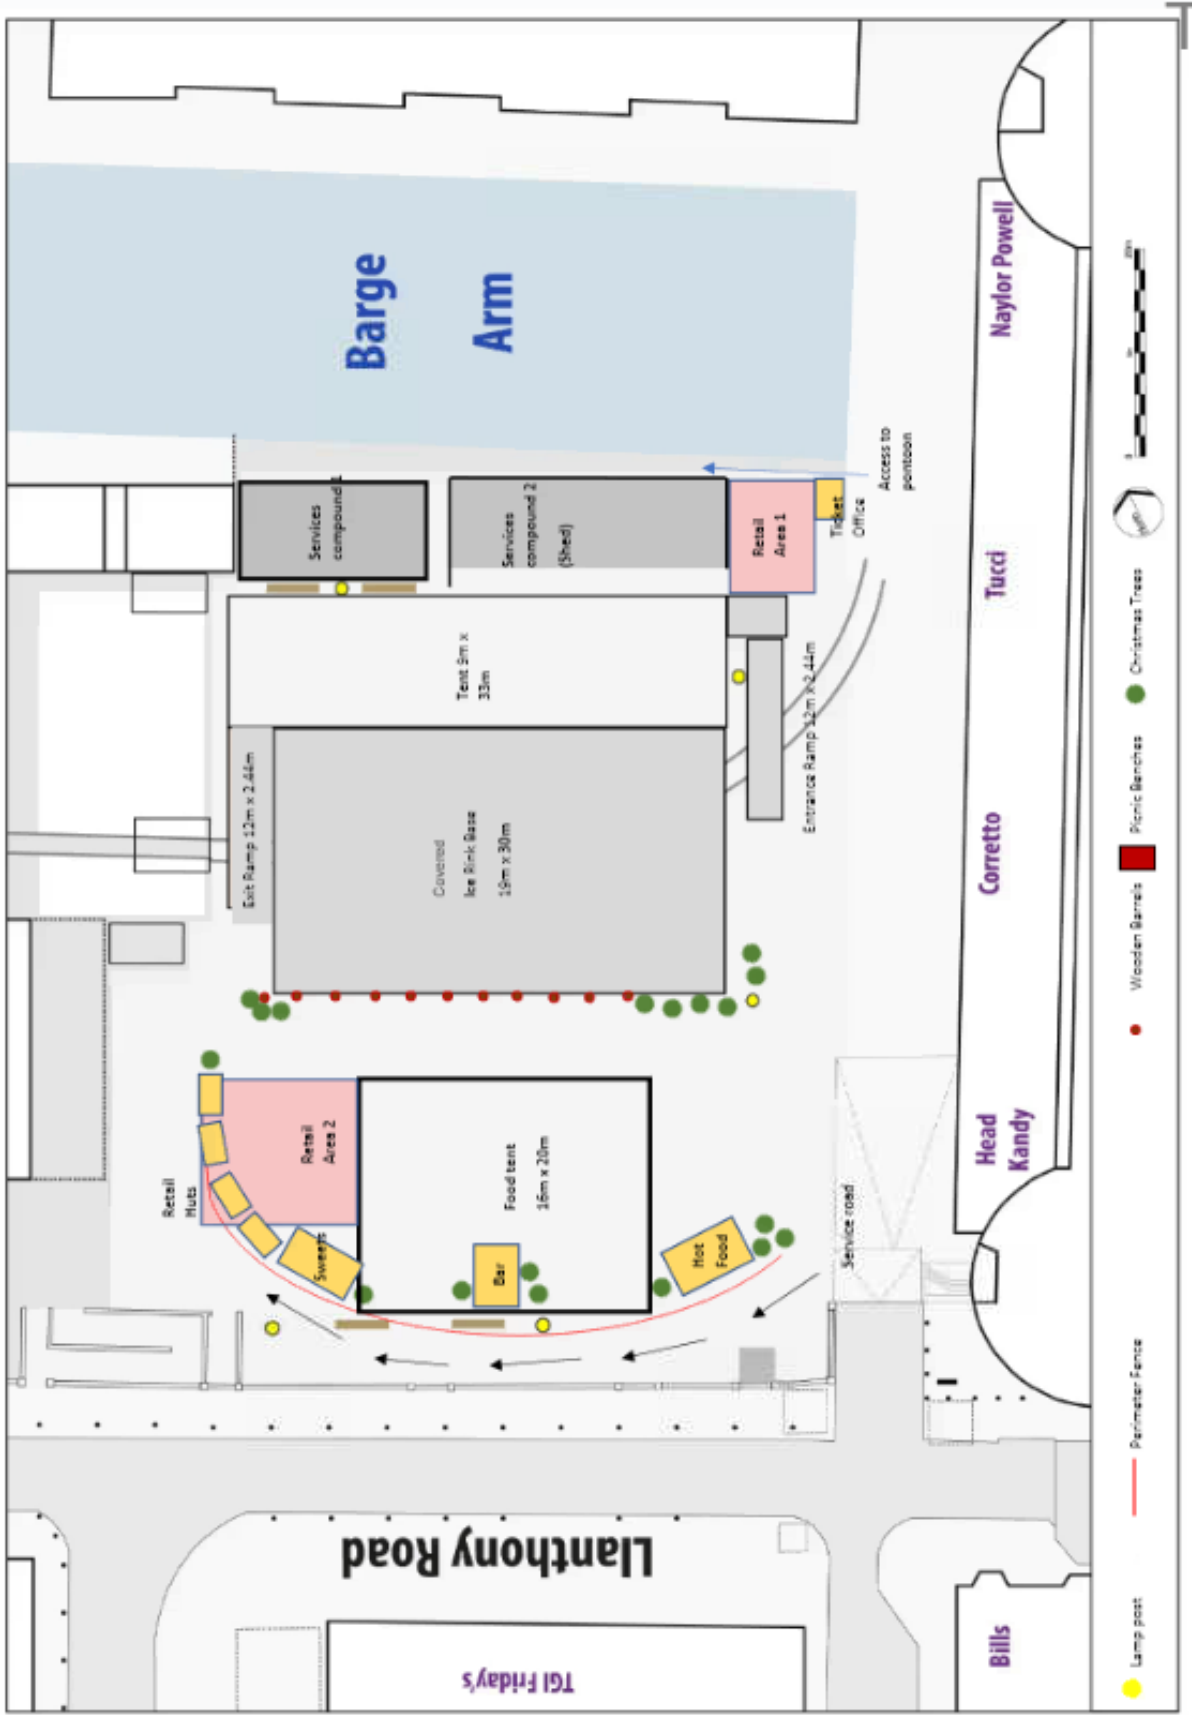 Barge
Arm
Naylor Powell
Tucci
Corretto
Head
Kandy
Bills
Services
compound 1
Services
compound 2
(Shed)
Retail
Area 1
Ticket
Office
Access to
pontoon
Tent 9m x
33m
Exit Ramp 12m x 2.44m
Covered
Ice Rink Base
19m x 30m
Entrance Ramp 12m x 2.44m
Retail
Huts
Retail
Area 2
Food tent
16m x 20m
Sweets
Bar
Hot
Food
Service road
Llanthony Road
TGI Friday's
Lamp post
Perimeter Fence
Wooden Barrels
Picnic Benches
Christmas Trees
0
T